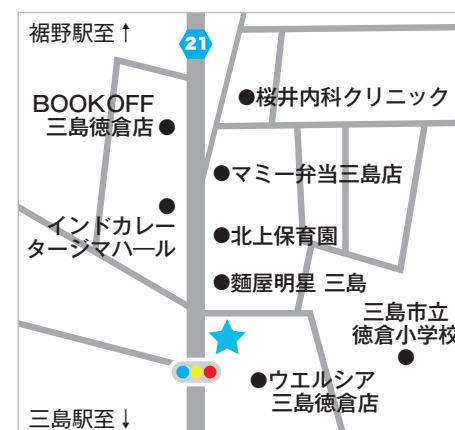 裾野駅至↑
21
BOOKOFF
三島徳倉店
桜井内科クリニック
マミー弁当三島店
インドカレー
タージマハール
北上保育園
麵屋明星 三島
三島市立
徳倉小学校
ウエルシア
三島徳倉店
三島駅至↓